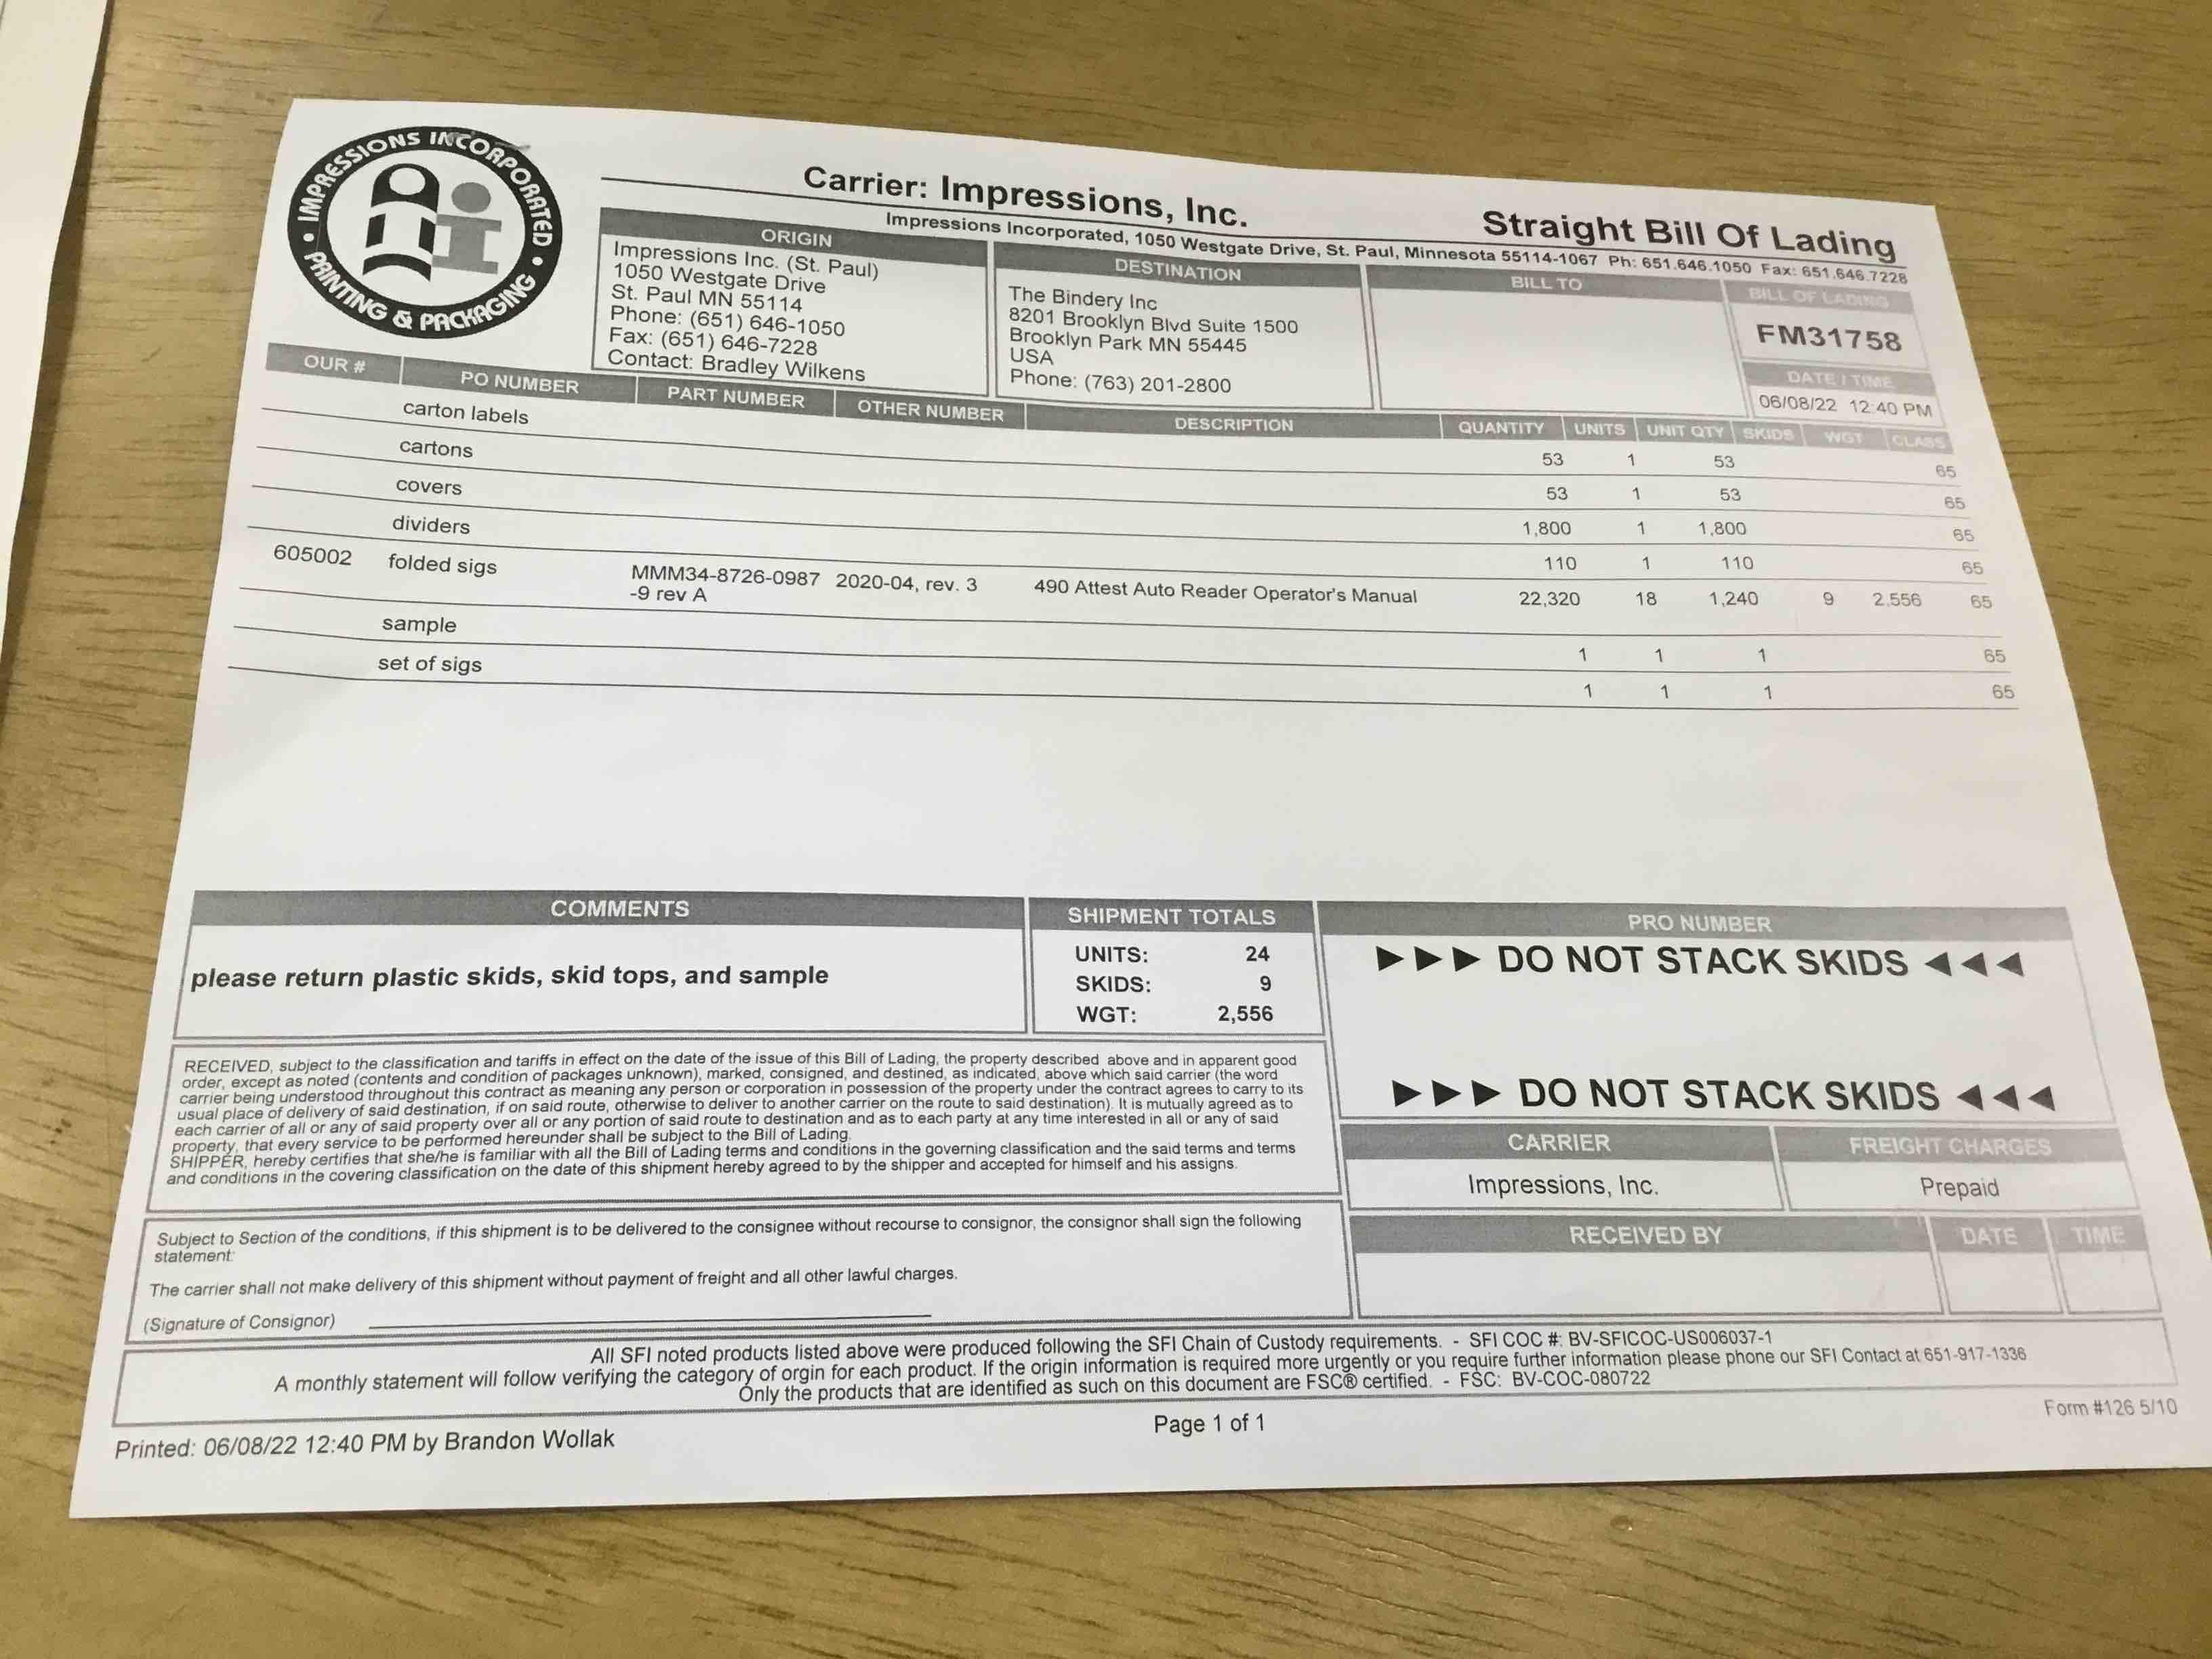 IMPRESSIONS INCORPORATED
PRINTING & PACKAGING
Carrier: Impressions, Inc.
Straight Bill Of Lading
Impressions Incorporated, 1050 Westgate Drive, St. Paul, Minnesota 55114-1067 Ph: 651.646.1050 Fax: 651.646.7228
ORIGIN
Impressions Inc. (St. Paul)
1050 Westgate Drive
St. Paul MN 55114
Phone: (651) 646-1050
Fax: (651) 646-7228
Contact: Bradley Wilkens
DESTINATION
The Bindery Inc
8201 Brooklyn Blvd Suite 1500
Brooklyn Park MN 55445
USA
Phone: (763) 201-2800
BILL TO
BILL OF LADING
FM31758
DATE / TIME
06/08/22 12:40 PM
OUR # PO NUMBER PART NUMBER OTHER NUMBER DESCRIPTION QUANTITY UNITS UNIT QTY SKIDS WGT CLASS
carton labels 53 1 53 65
cartons 53 1 53 65
covers 1,800 1 1,800 65
dividers 110 1 110 65
605002 folded sigs MMM34-8726-0987 2020-04, rev. 3 490 Attest Auto Reader Operator's Manual 22,320 18 1,240 9 2,556 65
-9 rev A
sample 1 1 1 65
set of sigs 1 1 1 65
COMMENTS
please return plastic skids, skid tops, and sample
SHIPMENT TOTALS
UNITS: 24
SKIDS: 9
WGT: 2,556
PRO NUMBER
►►► DO NOT STACK SKIDS ◄◄◄
►►► DO NOT STACK SKIDS ◄◄◄
RECEIVED, subject to the classification and tariffs in effect on the date of the issue of this Bill of Lading, the property described above and in apparent good
order, except as noted (contents and condition of packages unknown), marked, consigned, and destined, as indicated, above which said carrier (the word
carrier being understood throughout this contract as meaning any person or corporation in possession of the property under the contract agrees to carry to its
usual place of delivery of said destination, if on said route, otherwise to deliver to another carrier on the route to said destination). It is mutually agreed as to
each carrier of all or any of said property over all or any portion of said route to destination and as to each party at any time interested in all or any of said
property, that every service to be performed hereunder shall be subject to the Bill of Lading.
SHIPPER, hereby certifies that she/he is familiar with all the Bill of Lading terms and conditions in the governing classification and the said terms and terms
and conditions in the covering classification on the date of this shipment hereby agreed to by the shipper and accepted for himself and his assigns.
CARRIER
Impressions, Inc.
FREIGHT CHARGES
Prepaid
Subject to Section of the conditions, if this shipment is to be delivered to the consignee without recourse to consignor, the consignor shall sign the following
statement:
The carrier shall not make delivery of this shipment without payment of freight and all other lawful charges.
(Signature of Consignor)
RECEIVED BY DATE TIME
All SFI noted products listed above were produced following the SFI Chain of Custody requirements. - SFI COC #: BV-SFICOC-US006037-1
A monthly statement will follow verifying the category of orgin for each product. If the origin information is required more urgently or you require further information please phone our SFI Contact at 651-917-1336
Only the products that are identified as such on this document are FSC® certified. - FSC: BV-COC-080722
Printed: 06/08/22 12:40 PM by Brandon Wollak
Page 1 of 1
Form #126 5/10